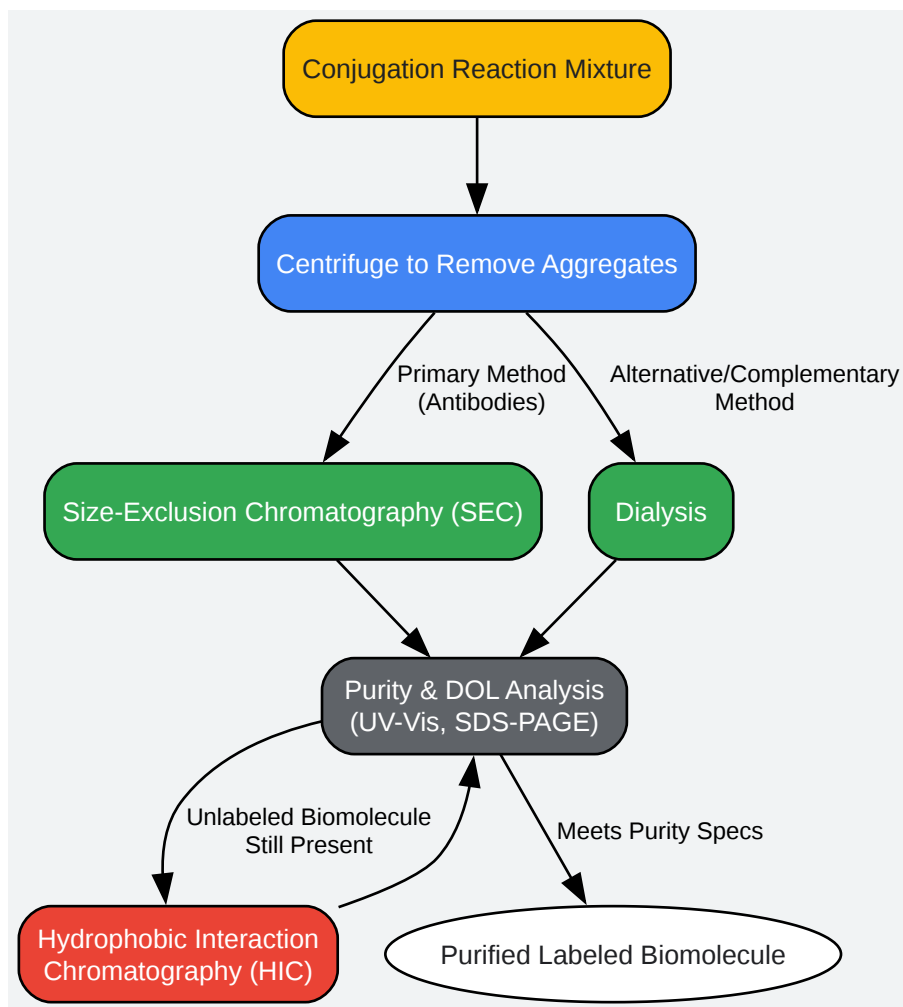 Conjugation Reaction Mixture
Centrifuge to Remove Aggregates
Primary Method
(Antibodies)
Alternative/Complementary
Method
Size-Exclusion Chromatography (SEC)
Dialysis
Purity & DOL Analysis
(UV-Vis, SDS-PAGE)
Unlabeled Biomolecule
Still Present
Meets Purity Specs
Hydrophobic Interaction
Chromatography (HIC)
Purified Labeled Biomolecule